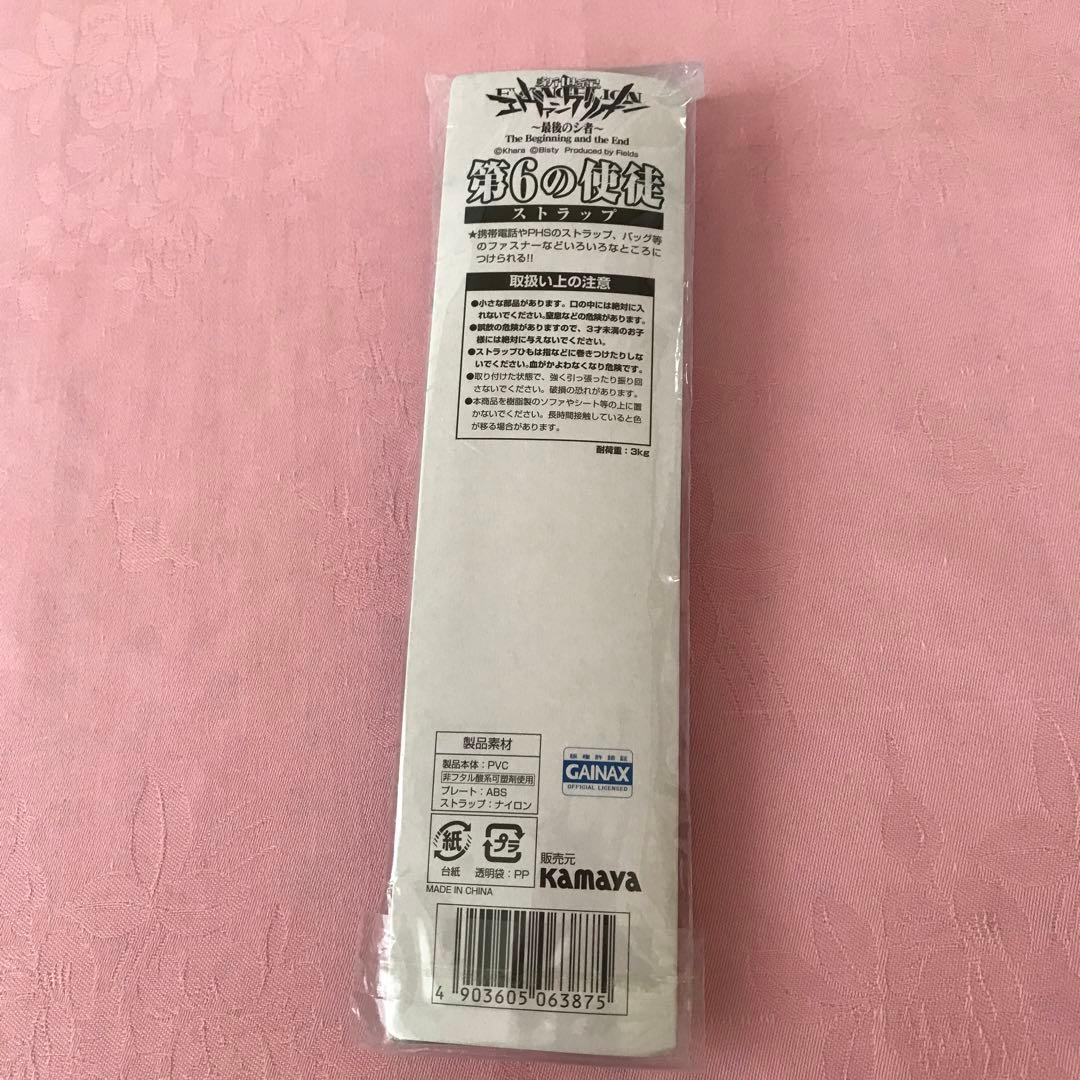 新世紀
EVANGELION
エヴァンゲリオン
～最後のシ者～
The Beginning and the End
©Khara ©Bisty Produced by Fields
第6の使徒
ストラップ
★携帯電話やPHSのストラップ、バッグ等
のファスナーなどいろいろなところに
つけられる!!
取扱い上の注意
●小さな部品があります。口の中には絶対に入
れないでください。窒息などの危険があります。
●誤飲の危険がありますので、3才未満のお子
様には絶対に与えないでください。
●ストラップひもは指などに巻きつけたりしな
いでください。血がかよわなくなり危険です。
●取り付けた状態で、強く引っ張ったり振り回
さないでください。破損の恐れがあります。
●本商品を樹脂製のソファやシート等の上に置
かないでください。長時間接触していると色
が移る場合があります。
耐荷重：3kg
製品素材
製品本体：PVC
非フタル酸系可塑剤使用
プレート：ABS
ストラップ：ナイロン
版権許諾証
GAINAX
OFFICIAL LICENSED
紙
プラ
台紙
透明袋：PP
販売元
Kamaya
MADE IN CHINA
4 903605 063875